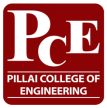 PCE
PILLAI COLLEGE OF
ENGINEERING